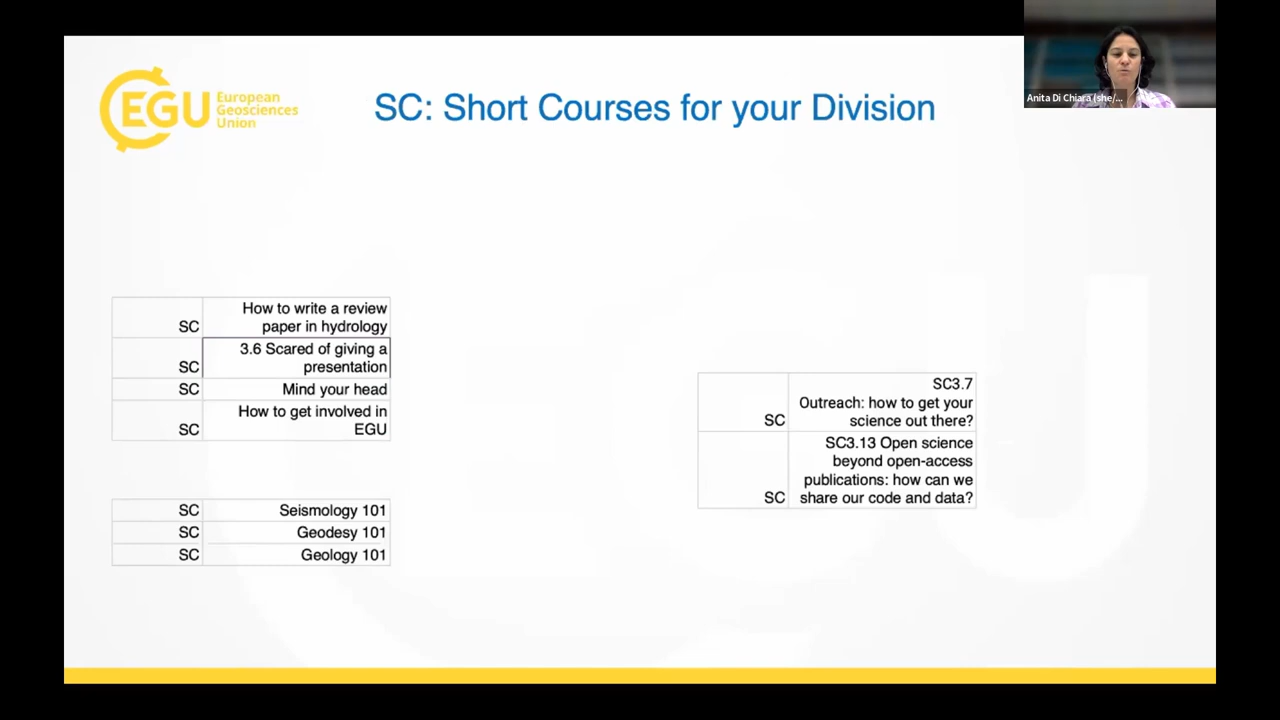 EGU
European
Geosciences
Union
SC: Short Courses for your Division
Anita Di Chiara (she/...
How to write a review
SC paper in hydrology
3.6 Scared of giving a
SC presentation
SC Mind your head
How to get involved in
SC EGU
SC Seismology 101
SC Geodesy 101
SC Geology 101
SC3.7
Outreach: how to get your
SC science out there?
SC3.13 Open science
beyond open-access
publications: how can we
SC share our code and data?